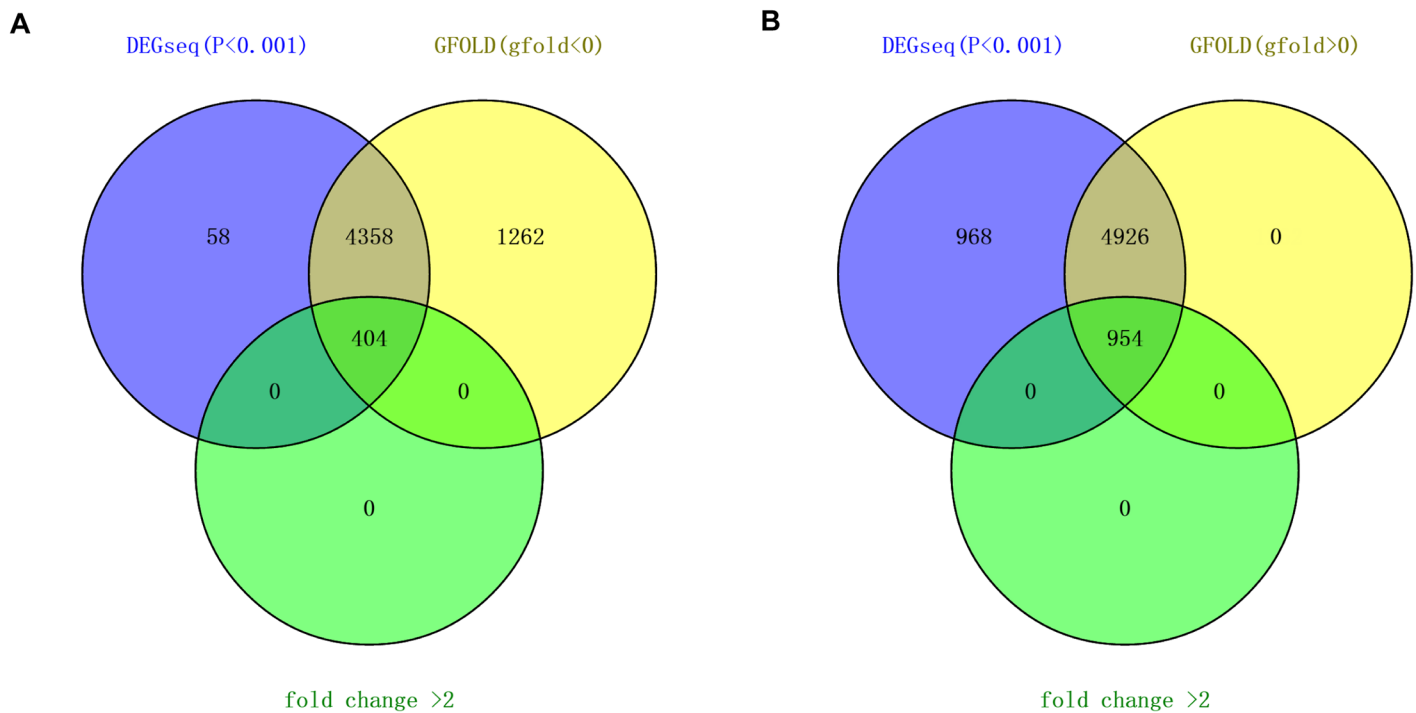 A
DEGseq(P<0.001)
GFOLD(gfold<0)
58
4358
1262
404
0
0
0
fold change >2
B
DEGseq(P<0.001)
GFOLD(gfold>0)
968
4926
0
954
0
0
0
fold change >2